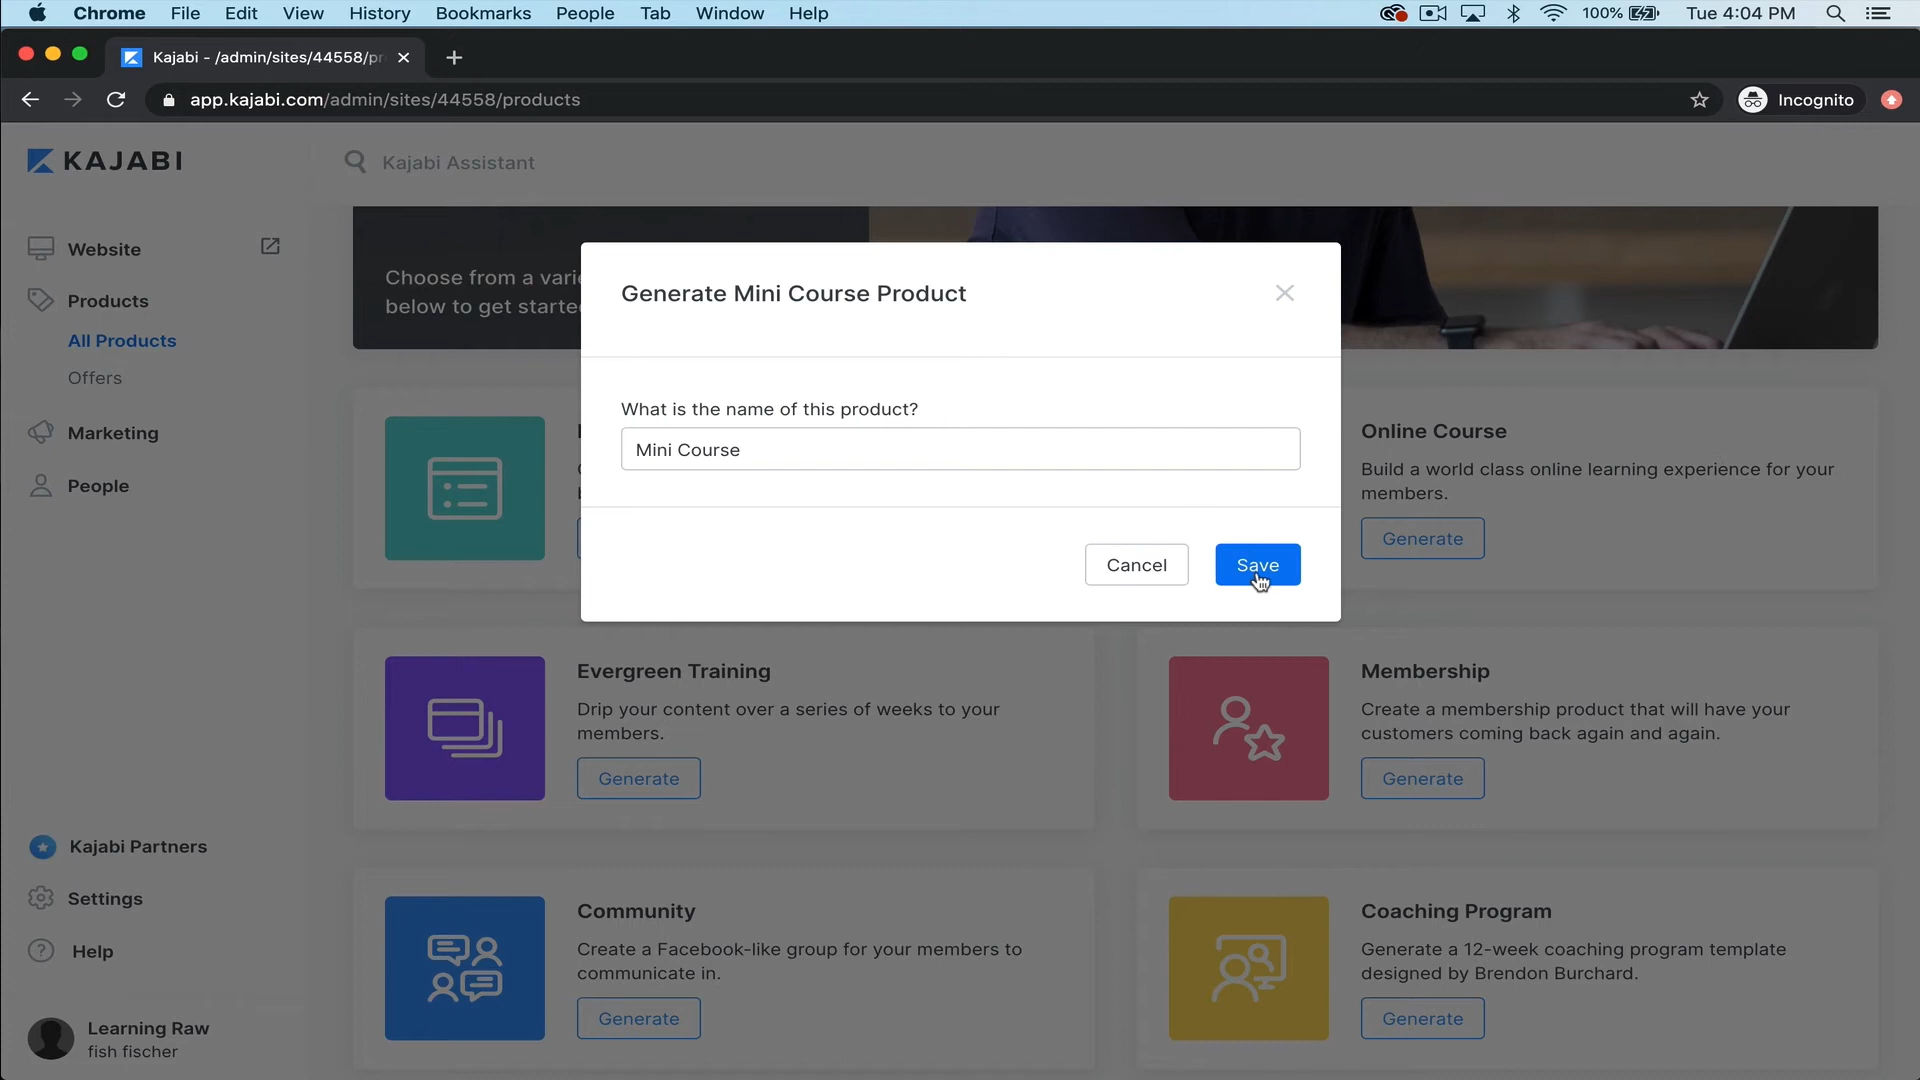 Chrome File Edit View History Bookmarks People Tab Window Help 100% Tue 4:04 PM
Kajabi - /admin/sites/44558/pr
app.kajabi.com/admin/sites/44558/products Incognito
KAJABI
Kajabi Assistant
Website
Products
All Products
Offers
Marketing
People
Kajabi Partners
Settings
? Help
Learning Raw
fish fischer
Choose from a varie
below to get starte
Generate Mini Course Product
What is the name of this product?
Mini Course
Cancel Save
Online Course
Build a world class online learning experience for your
members.
Generate
Evergreen Training
Drip your content over a series of weeks to your
members.
Generate
Membership
Create a membership product that will have your
customers coming back again and again.
Generate
Community
Create a Facebook-like group for your members to
communicate in.
Generate
Coaching Program
Generate a 12-week coaching program template
designed by Brendon Burchard.
Generate